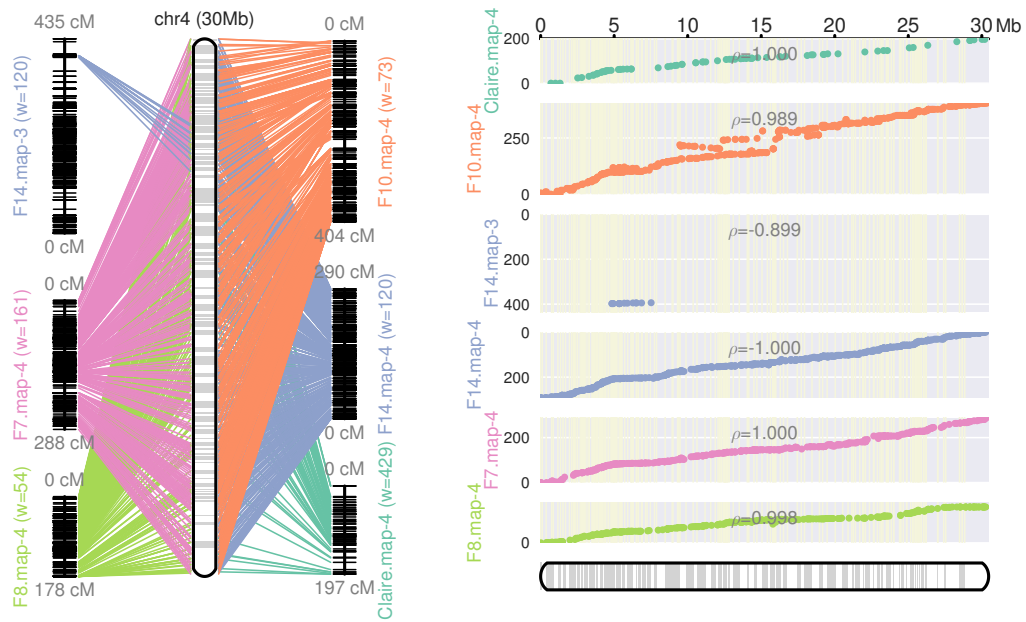 435 cM
chr4 (30Mb)
0 cM
F14.map-3 (w=120)
F10.map-4 (w=73)
0 cM
404 cM
0 cM
290 cM
F7.map-4 (w=161)
F14.map-4 (w=120)
288 cM
0 cM
0 cM
0 cM
F8.map-4 (w=54)
Claire.map-4 (w=429)
178 cM
197 cM
0 5 10 15 20 25 30 Mb
Claire.map-4
200
0
ρ=1.000
F10.map-4
250
0
ρ=0.989
F14.map-3
0
200
400
ρ=-0.899
F14.map-4
0
200
ρ=-1.000
F7.map-4
200
0
ρ=1.000
F8.map-4
0
ρ=0.998